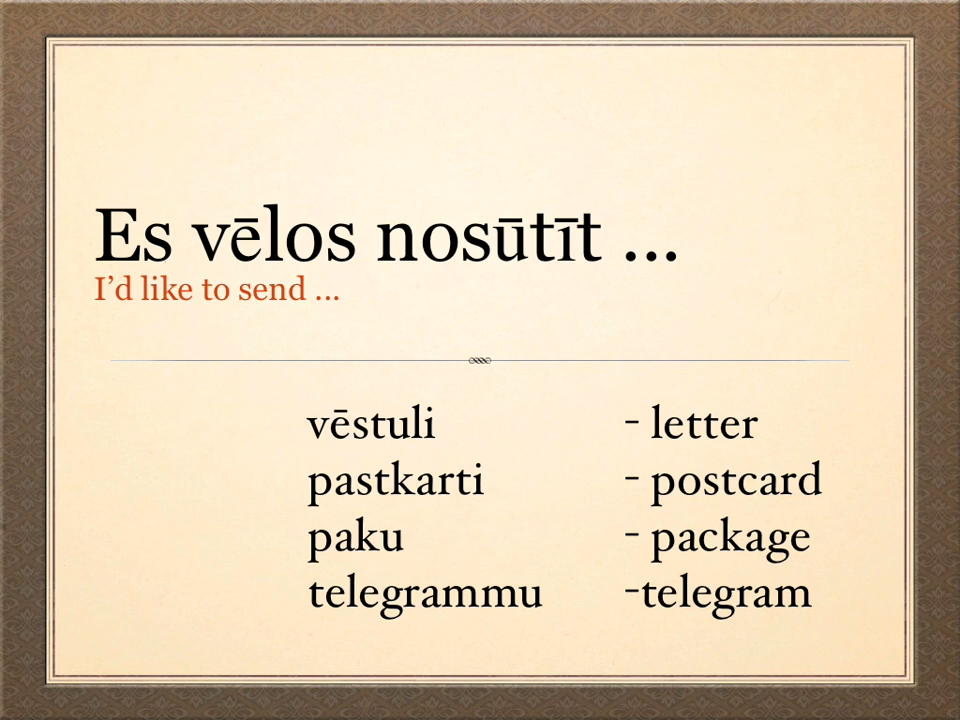 Es vēlos nosūtīt ...
I’d like to send ...
vēstuli - letter
pastkarti - postcard
paku - package
telegrammu -telegram